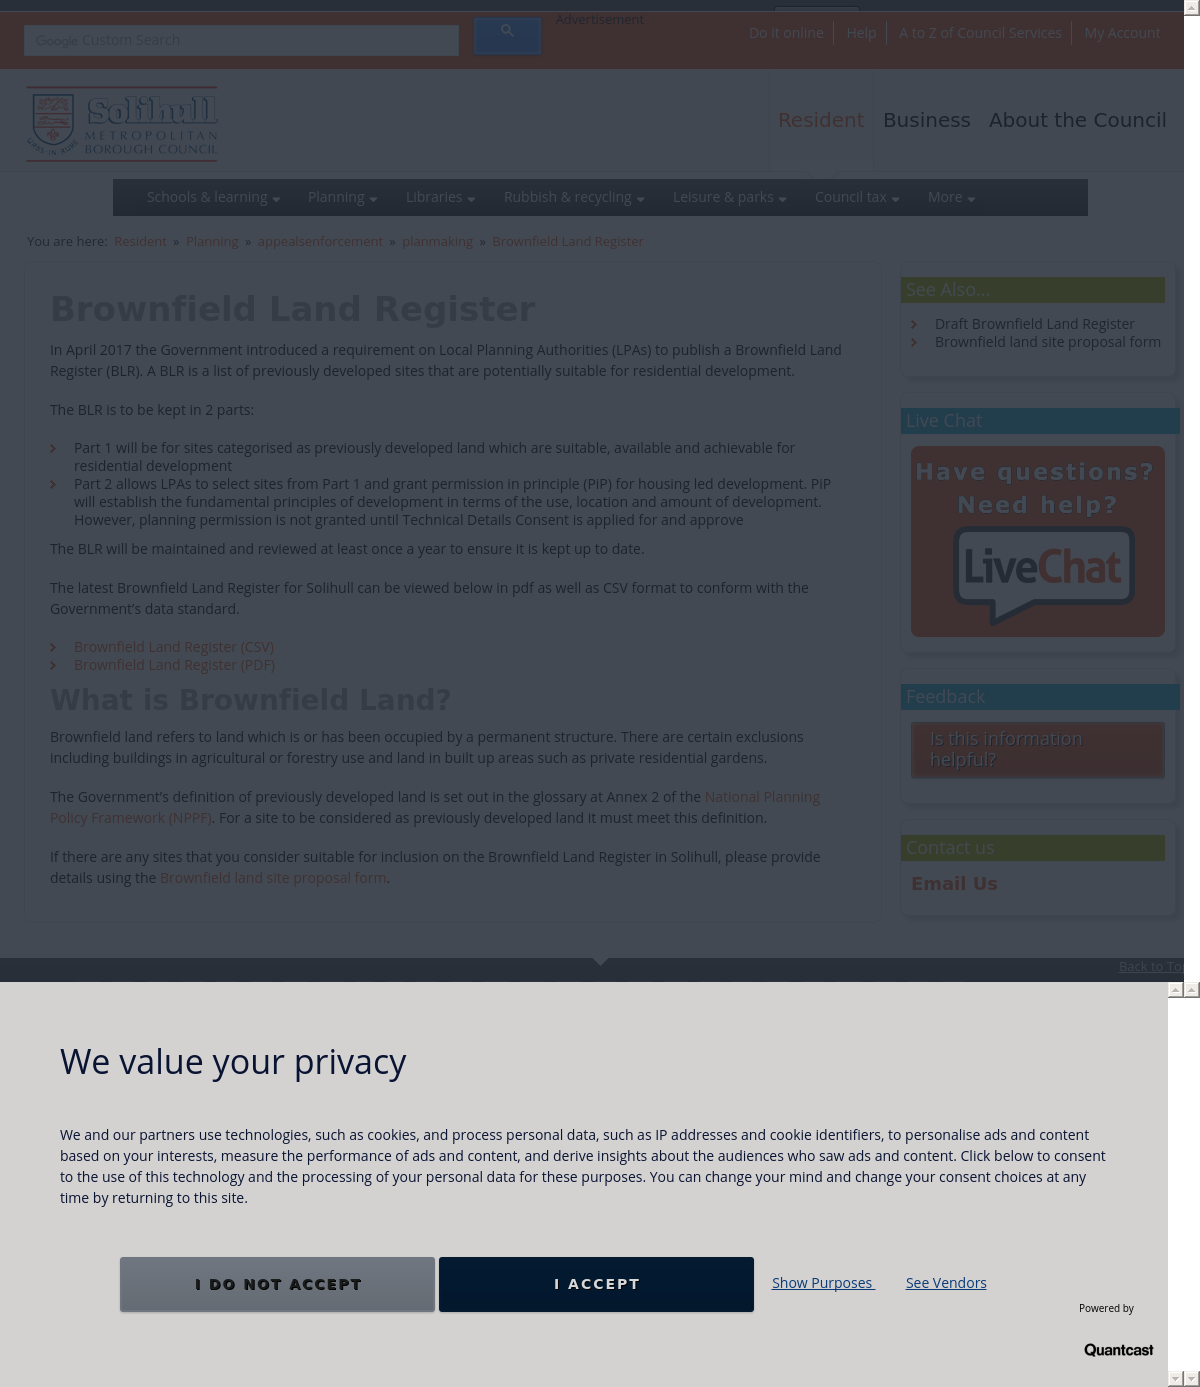 Google Custom Search
Advertisement
Do it online
Help
A to Z of Council Services
My Account
Solihull
METROPOLITAN
BOROUGH COUNCIL
Resident
Business
About the Council
Schools & learning
Planning
Libraries
Rubbish & recycling
Leisure & parks
Council tax
More
You are here: Resident » Planning » appealsenforcement » planmaking » Brownfield Land Register
Brownfield Land Register
In April 2017 the Government introduced a requirement on Local Planning Authorities (LPAs) to publish a Brownfield Land
Register (BLR). A BLR is a list of previously developed sites that are potentially suitable for residential development.
The BLR is to be kept in 2 parts:
Part 1 will be for sites categorised as previously developed land which are suitable, available and achievable for
residential development
Part 2 allows LPAs to select sites from Part 1 and grant permission in principle (PiP) for housing led development. PiP
will establish the fundamental principles of development in terms of the use, location and amount of development.
However, planning permission is not granted until Technical Details Consent is applied for and approve
The BLR will be maintained and reviewed at least once a year to ensure it is kept up to date.
The latest Brownfield Land Register for Solihull can be viewed below in pdf as well as CSV format to conform with the
Government's data standard.
Brownfield Land Register (CSV)
Brownfield Land Register (PDF)
What is Brownfield Land?
Brownfield land refers to land which is or has been occupied by a permanent structure. There are certain exclusions
including buildings in agricultural or forestry use and land in built up areas such as private residential gardens.
The Government's definition of previously developed land is set out in the glossary at Annex 2 of the National Planning
Policy Framework (NPPF). For a site to be considered as previously developed land it must meet this definition.
If there are any sites that you consider suitable for inclusion on the Brownfield Land Register in Solihull, please provide
details using the Brownfield land site proposal form.
See Also...
Draft Brownfield Land Register
Brownfield land site proposal form
Live Chat
Have questions?
Need help?
LiveChat
Feedback
Is this information
helpful?
Contact us
Email Us
Back to To
We value your privacy
We and our partners use technologies, such as cookies, and process personal data, such as IP addresses and cookie identifiers, to personalise ads and content
based on your interests, measure the performance of ads and content, and derive insights about the audiences who saw ads and content. Click below to consent
to the use of this technology and the processing of your personal data for these purposes. You can change your mind and change your consent choices at any
time by returning to this site.
I DO NOT ACCEPT
I ACCEPT
Show Purposes
See Vendors
Powered by
Quantcast